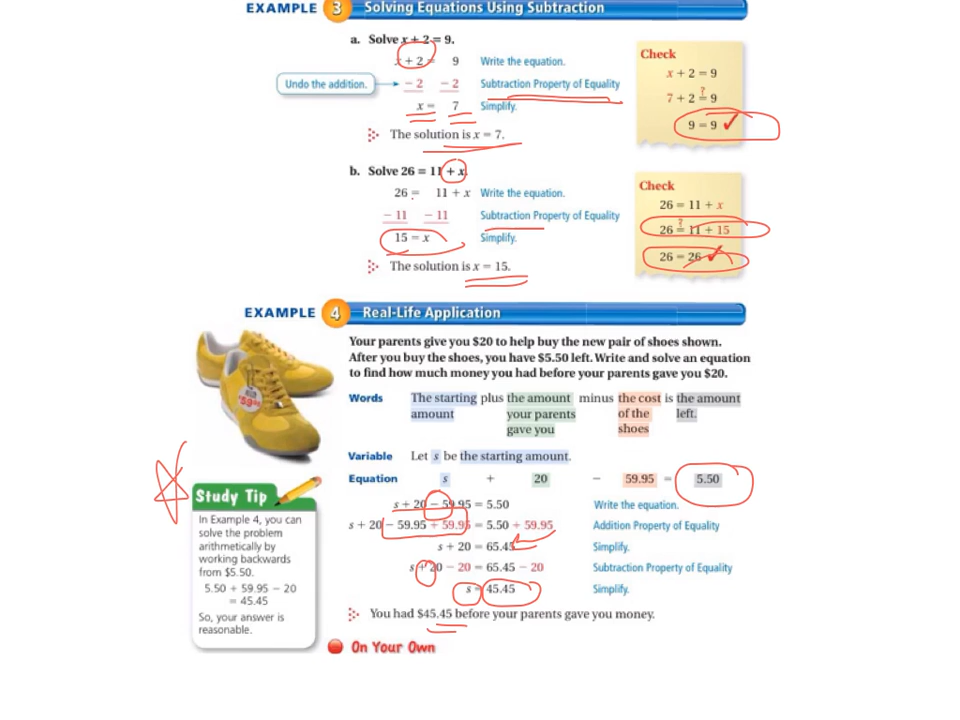 EXAMPLE 3 Solving Equations Using Subtraction
a. Solve x + 2 = 9.
x + 2 = 9 Write the equation.
Undo the addition. − 2 − 2 Subtraction Property of Equality
x = 7 Simplify.
The solution is x = 7.
Check
x + 2 = 9
7 + 2 ≟ 9
9 = 9 ✓
b. Solve 26 = 11 + x.
26 = 11 + x Write the equation.
− 11 − 11 Subtraction Property of Equality
15 = x Simplify.
The solution is x = 15.
Check
26 = 11 + x
26 ≟ 11 + 15
26 = 26 ✓
EXAMPLE 4 Real-Life Application
Your parents give you $20 to help buy the new pair of shoes shown.
After you buy the shoes, you have $5.50 left. Write and solve an equation
to find how much money you had before your parents gave you $20.
$59.95
Words The starting plus the amount minus the cost is the amount
amount your parents of the left.
gave you shoes
Variable Let s be the starting amount.
Equation s + 20 − 59.95 = 5.50
s + 20 − 59.95 = 5.50 Write the equation.
s + 20 − 59.95 + 59.95 = 5.50 + 59.95 Addition Property of Equality
s + 20 = 65.45 Simplify.
s + 20 − 20 = 65.45 − 20 Subtraction Property of Equality
s = 45.45 Simplify.
You had $45.45 before your parents gave you money.
Study Tip
In Example 4, you can
solve the problem
arithmetically by
working backwards
from $5.50.
5.50 + 59.95 − 20
= 45.45
So, your answer is
reasonable.
On Your Own